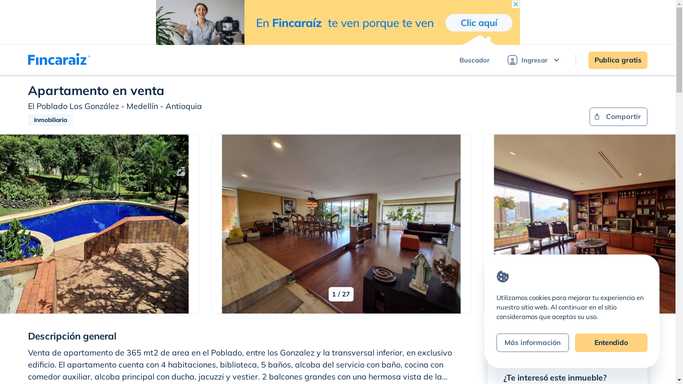 En Fincaraíz te ven porque te ven
Clic aquí
Fincaraiz
Buscador
Ingresar
Publica gratis
Apartamento en venta
El Poblado Los González - Medellín - Antioquia
Inmobiliaria
Compartir
1 / 27
Utilizamos cookies para mejorar tu experiencia en
nuestro sitio web. Al continuar en el sitio
consideramos que aceptas su uso.
Más información
Entendido
Descripción general
Venta de apartamento de 365 mt2 de area en el Poblado, entre los Gonzalez y la transversal inferior, en exclusivo
edificio. El apartamento cuenta con 4 habitaciones, biblioteca, 5 baños, alcoba del servicio con baño, cocina con
comedor auxiliar, alcoba principal con ducha, jacuzzi y vestier. 2 balcones grandes con una hermosa vista de la...
¿Te interesó este inmueble?